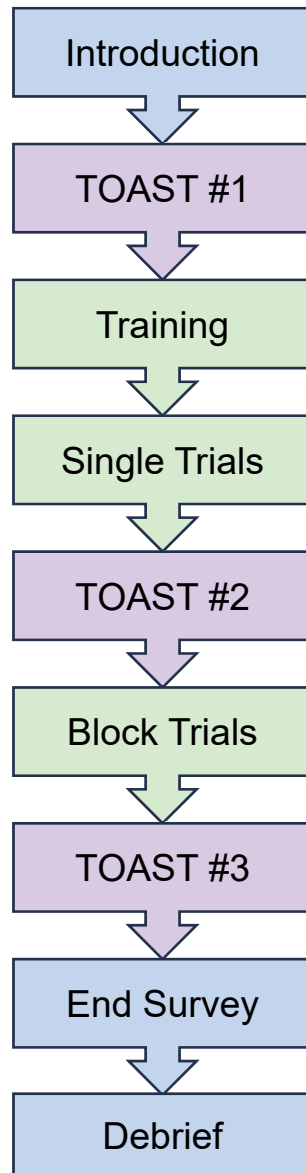 Introduction
TOAST #1
Training
Single Trials
TOAST #2
Block Trials
TOAST #3
End Survey
Debrief